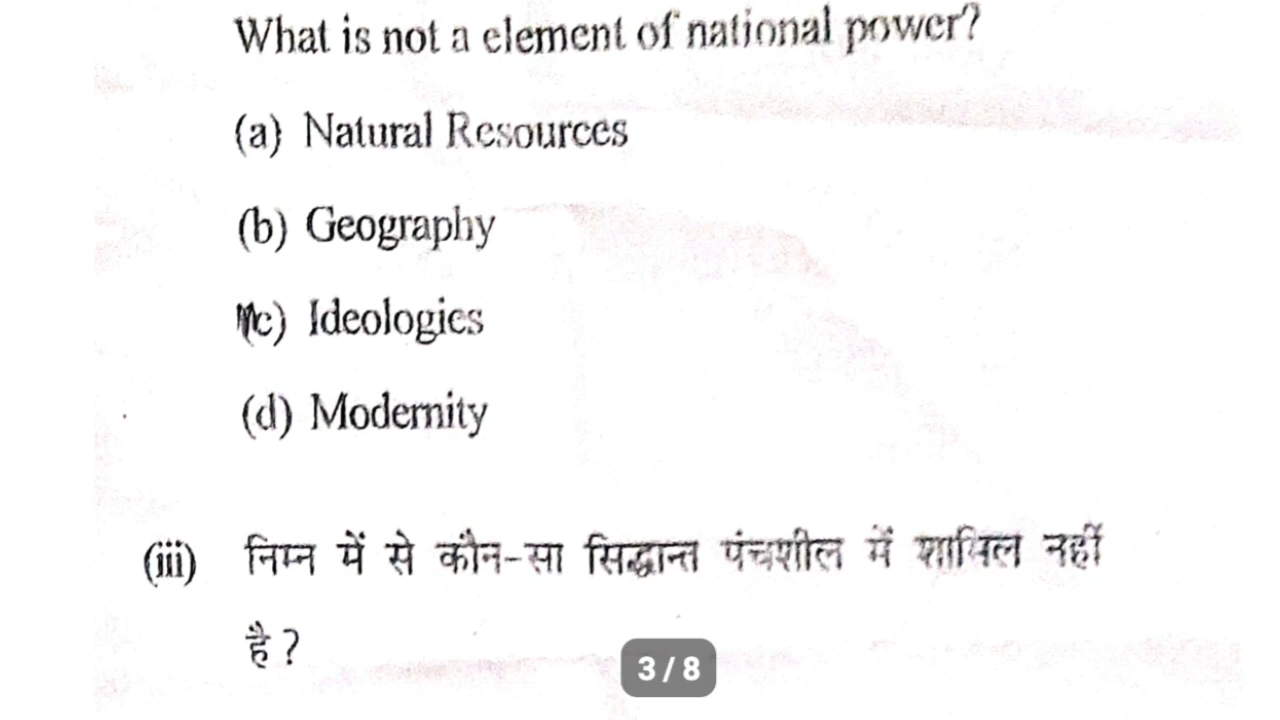 What is not a element of national power?
(a) Natural Resources
(b) Geography
(c) Ideologies
(d) Modernity
(iii) निम्न में से कौन-सा सिद्धान्त पंचशील में शामिल नहीं
है ?
3 / 8